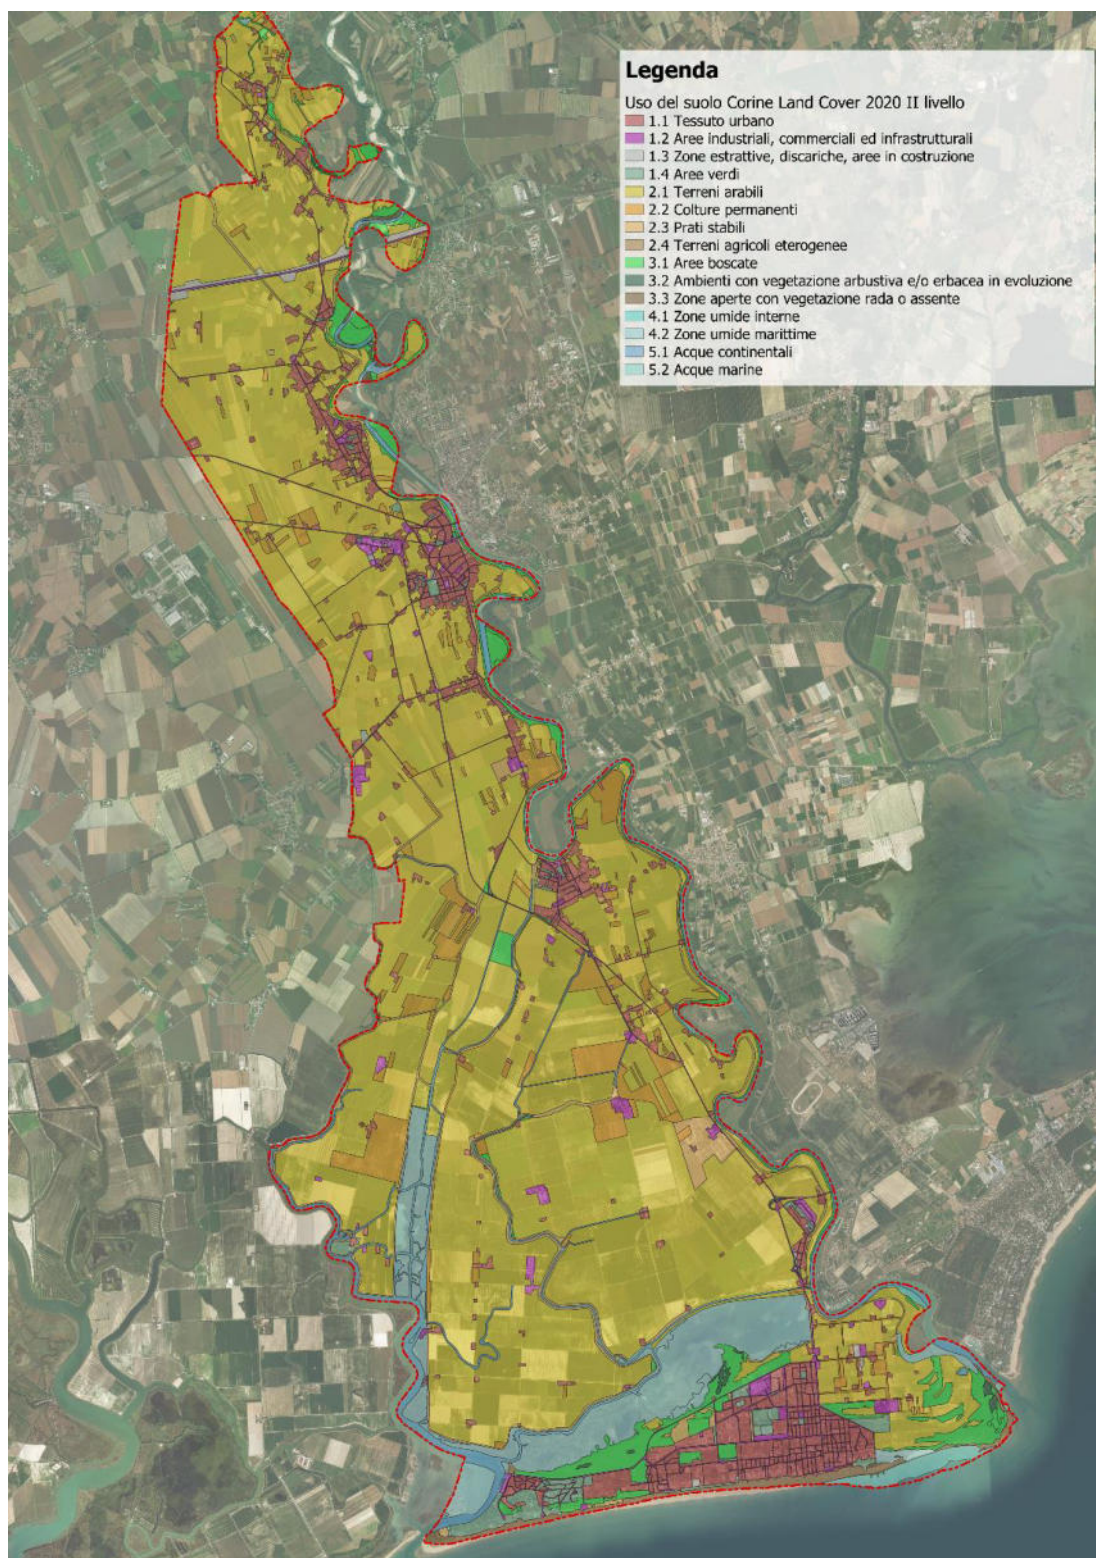 Legenda
Uso del suolo Corine Land Cover 2020 II livello
1.1 Tessuto urbano
1.2 Aree industriali, commerciali ed infrastrutturali
1.3 Zone estrattive, discariche, aree in costruzione
1.4 Aree verdi
2.1 Terreni arabili
2.2 Colture permanenti
2.3 Prati stabili
2.4 Terreni agricoli eterogenee
3.1 Aree boscate
3.2 Ambienti con vegetazione arbustiva e/o erbacea in evoluzione
3.3 Zone aperte con vegetazione rada o assente
4.1 Zone umide interne
4.2 Zone umide marittime
5.1 Acque continentali
5.2 Acque marine